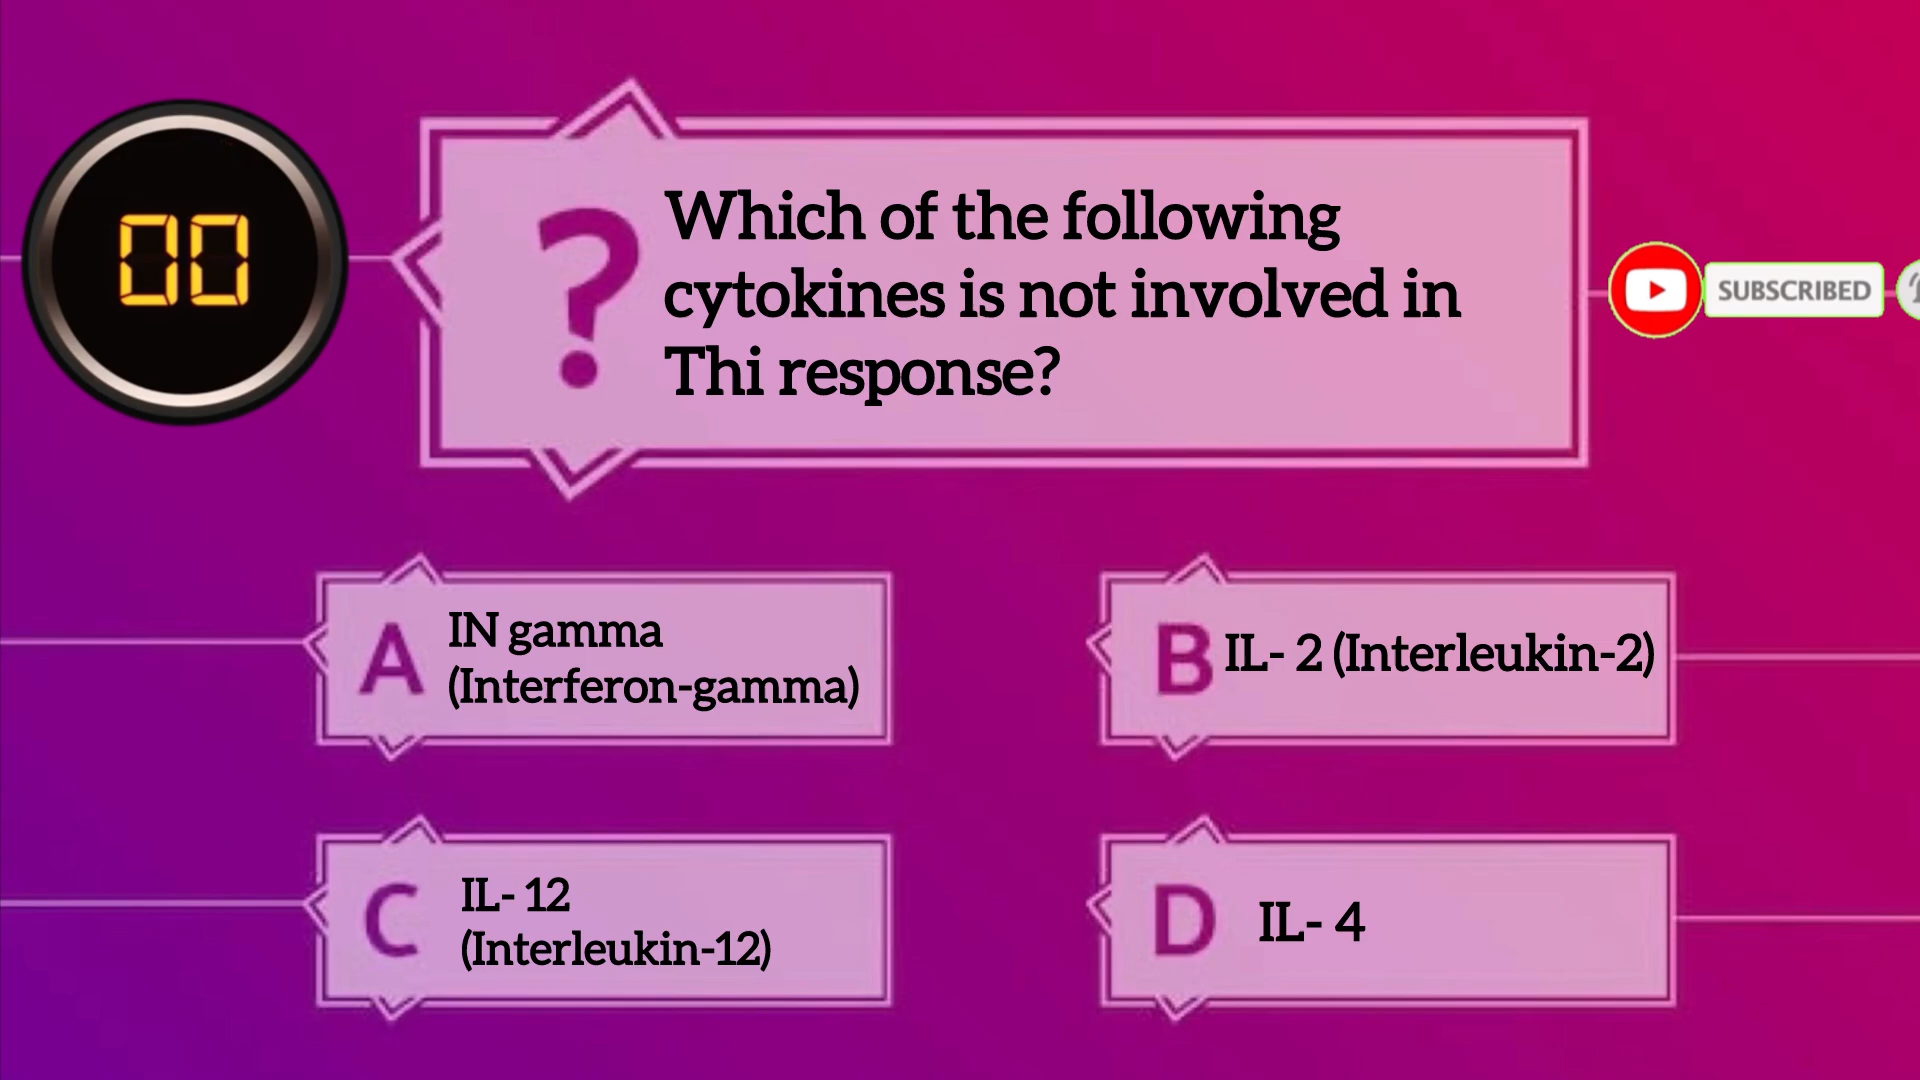 00
?
Which of the following
cytokines is not involved in
Thi response?
SUBSCRIBED
A
IN gamma
(Interferon-gamma)
B
IL- 2 (Interleukin-2)
C
IL- 12
(Interleukin-12)
D
IL- 4